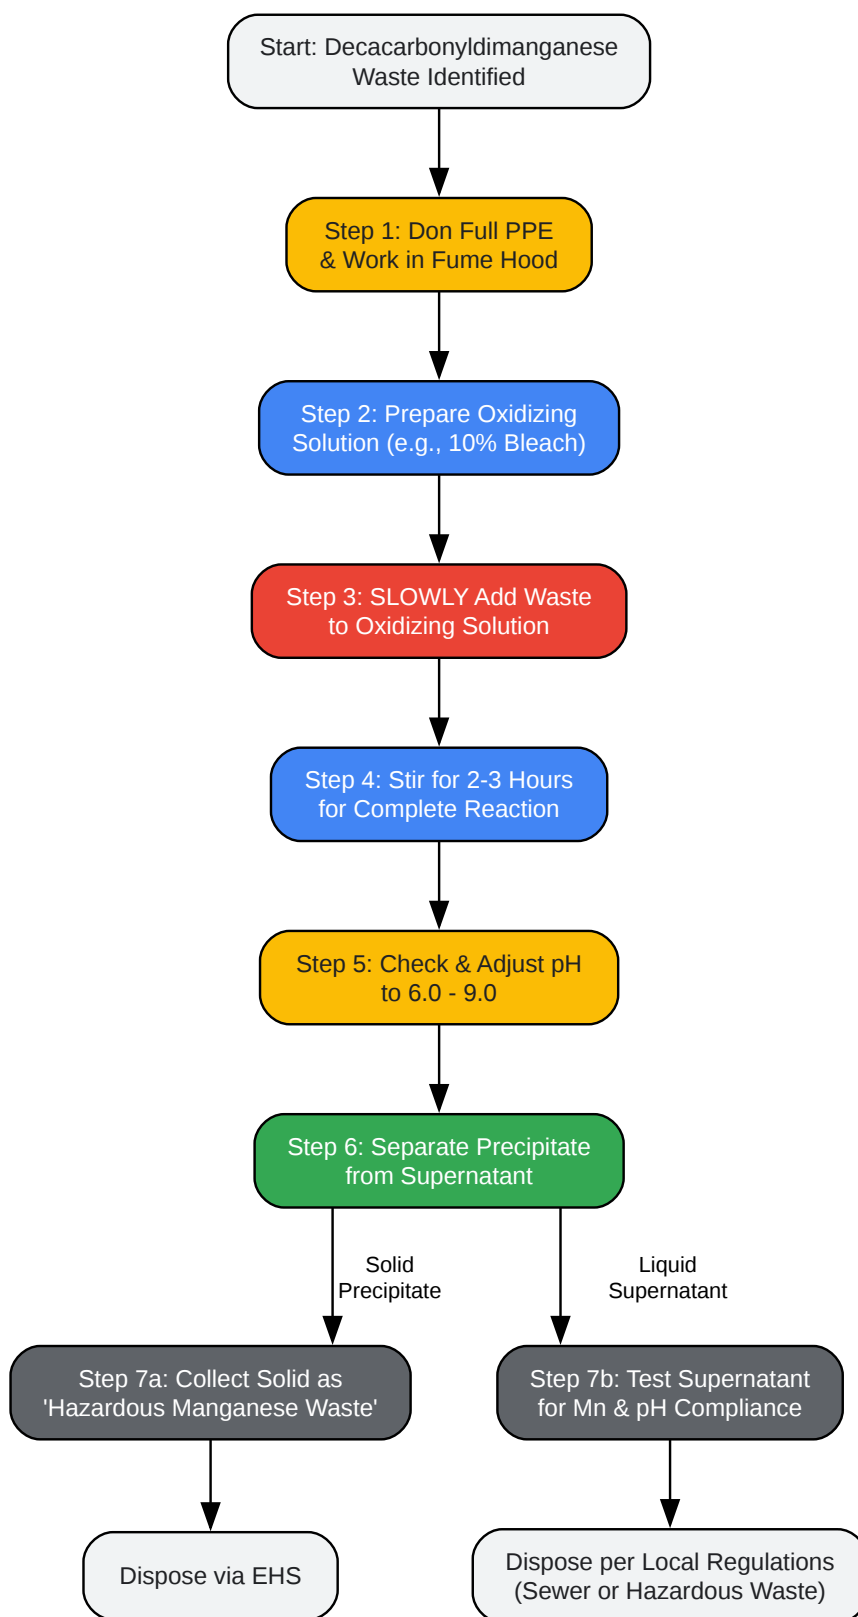 Start: Decacarbonyldimanganese
Waste Identified
Step 1: Don Full PPE
& Work in Fume Hood
Step 2: Prepare Oxidizing
Solution (e.g., 10% Bleach)
Step 3: SLOWLY Add Waste
to Oxidizing Solution
Step 4: Stir for 2-3 Hours
for Complete Reaction
Step 5: Check & Adjust pH
to 6.0 - 9.0
Step 6: Separate Precipitate
from Supernatant
Solid
Precipitate
Liquid
Supernatant
Step 7a: Collect Solid as
'Hazardous Manganese Waste'
Step 7b: Test Supernatant
for Mn & pH Compliance
Dispose via EHS
Dispose per Local Regulations
(Sewer or Hazardous Waste)